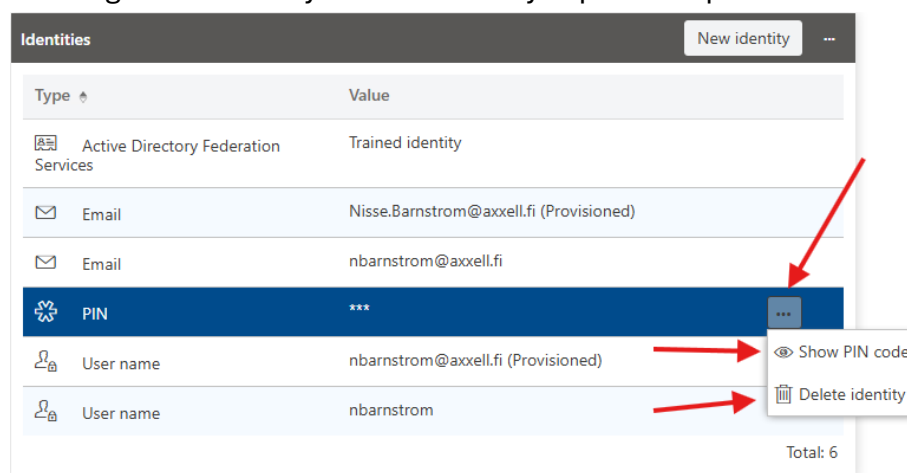 Identities New identity ...
Type Value
Active Directory Federation Services Trained identity
Email Nisse.Barnstrom@axxell.fi (Provisioned)
Email nbarnstrom@axxell.fi
PIN *** ...
User name nbarnstrom@axxell.fi (Provisioned)
Show PIN code
User name nbarnstrom
Delete identity
Total: 6